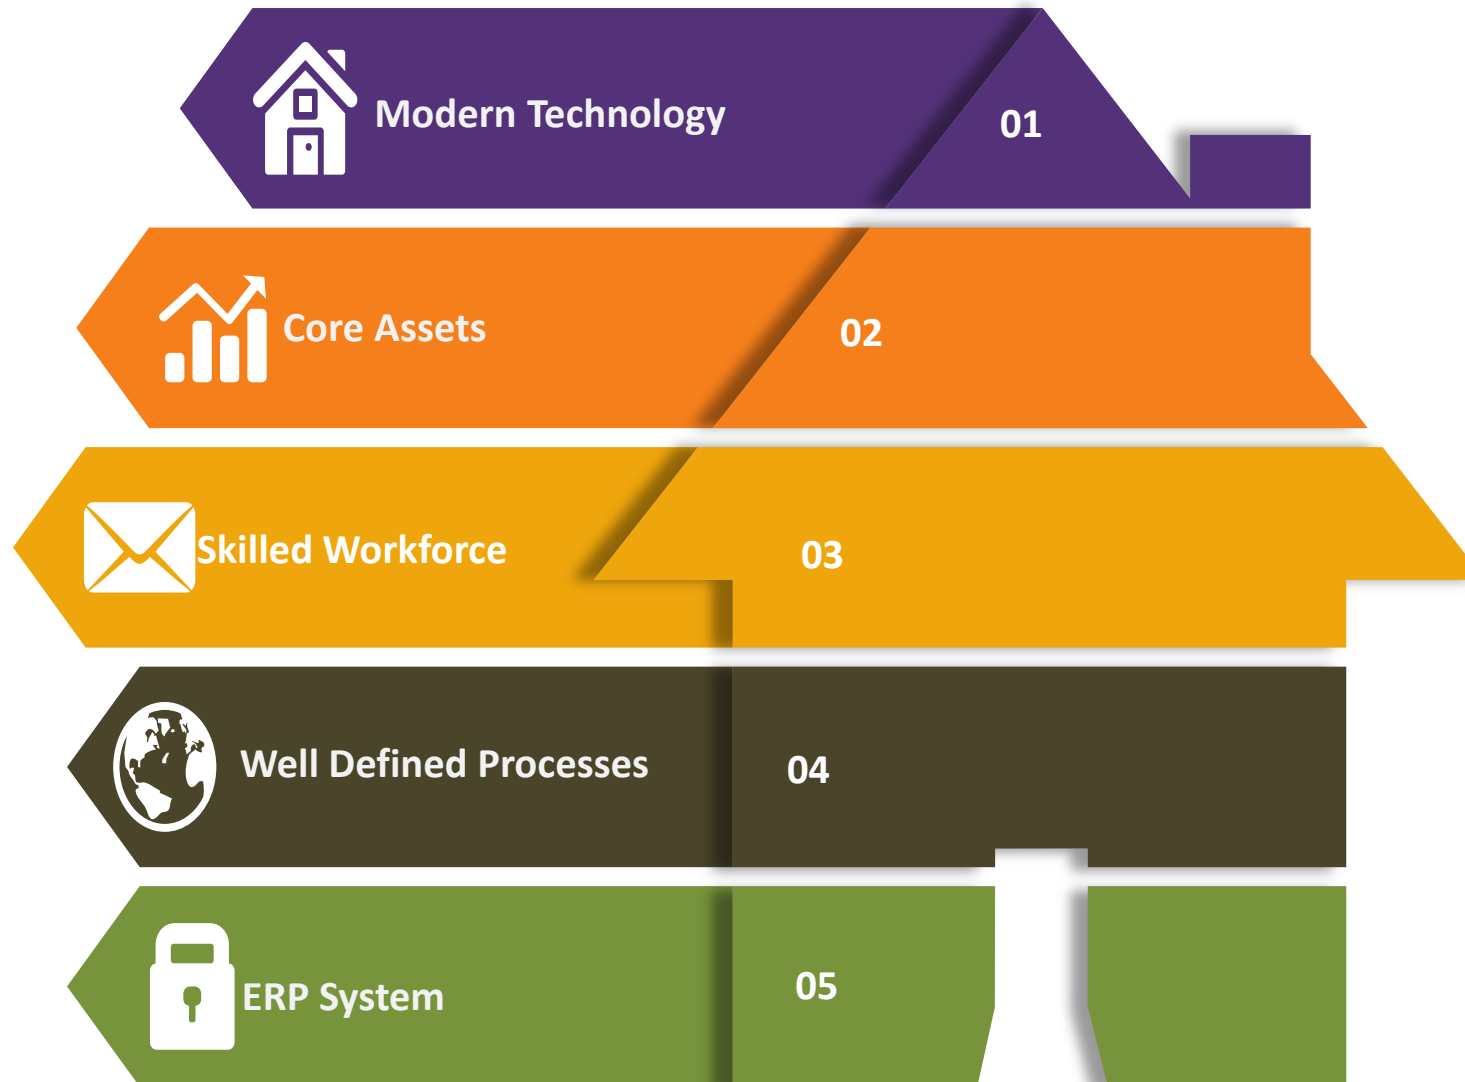 Modern Technology
01
Core Assets
02
Skilled Workforce
03
Well Defined Processes
04
ERP System
05